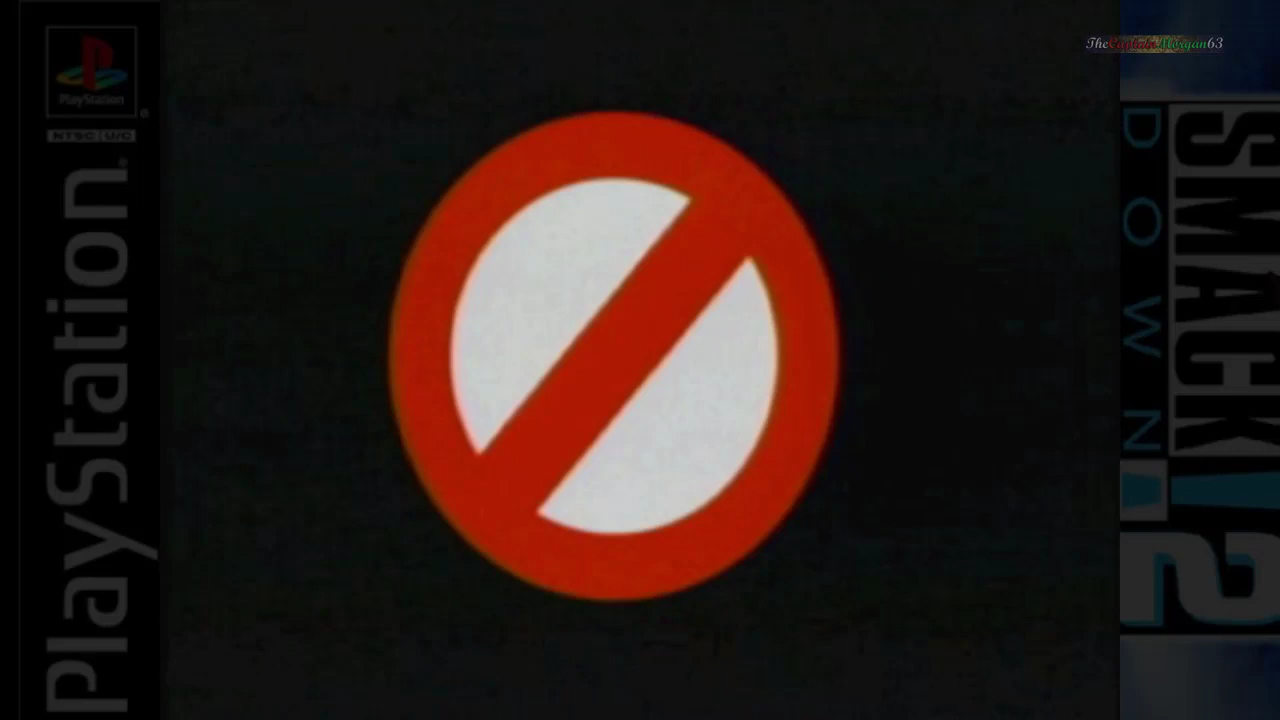 TheCaptainMorgan63
PlayStation
NTSC U/C
PlayStation
SMACK
DOWN!
2